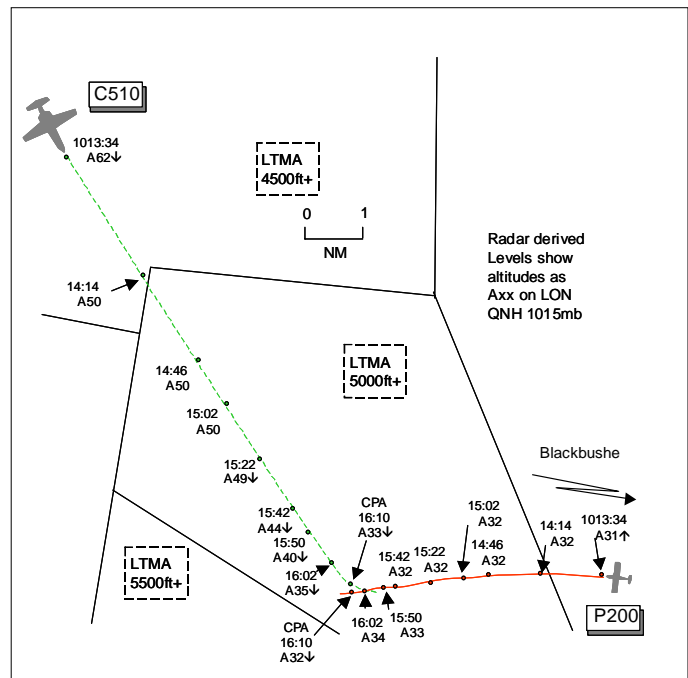 C510
1013:34
A62↓
LTMA
4500ft+
0 1
NM
Radar derived
Levels show
altitudes as
Axx on LON
QNH 1015mb
14:14
A50
LTMA
5000ft+
14:46
A50
15:02
A50
15:22
A49↓
15:42
A44↓
15:50
A40↓
16:02
A35↓
LTMA
5500ft+
CPA
16:10
A33↓
CPA
16:10
A32↓
16:02
A34
15:50
A33
15:42
A32
15:22
A32
15:02
A32
14:46
A32
14:14
A32
Blackbushe
1013:34
A31↑
P200